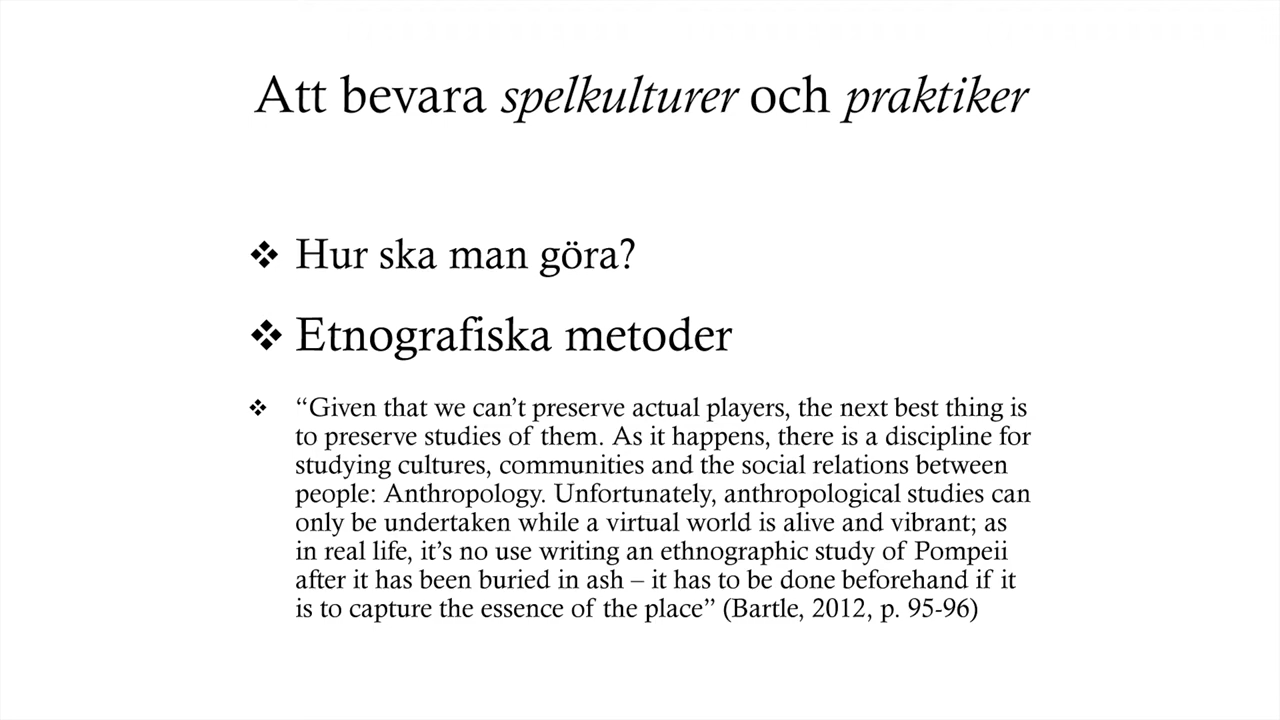 Att bevara spelkulturer och praktiker
❖ Hur ska man göra?
❖ Etnografiska metoder
❖ “Given that we can’t preserve actual players, the next best thing is
to preserve studies of them. As it happens, there is a discipline for
studying cultures, communities and the social relations between
people: Anthropology. Unfortunately, anthropological studies can
only be undertaken while a virtual world is alive and vibrant; as
in real life, it’s no use writing an ethnographic study of Pompeii
after it has been buried in ash – it has to be done beforehand if it
is to capture the essence of the place” (Bartle, 2012, p. 95-96)